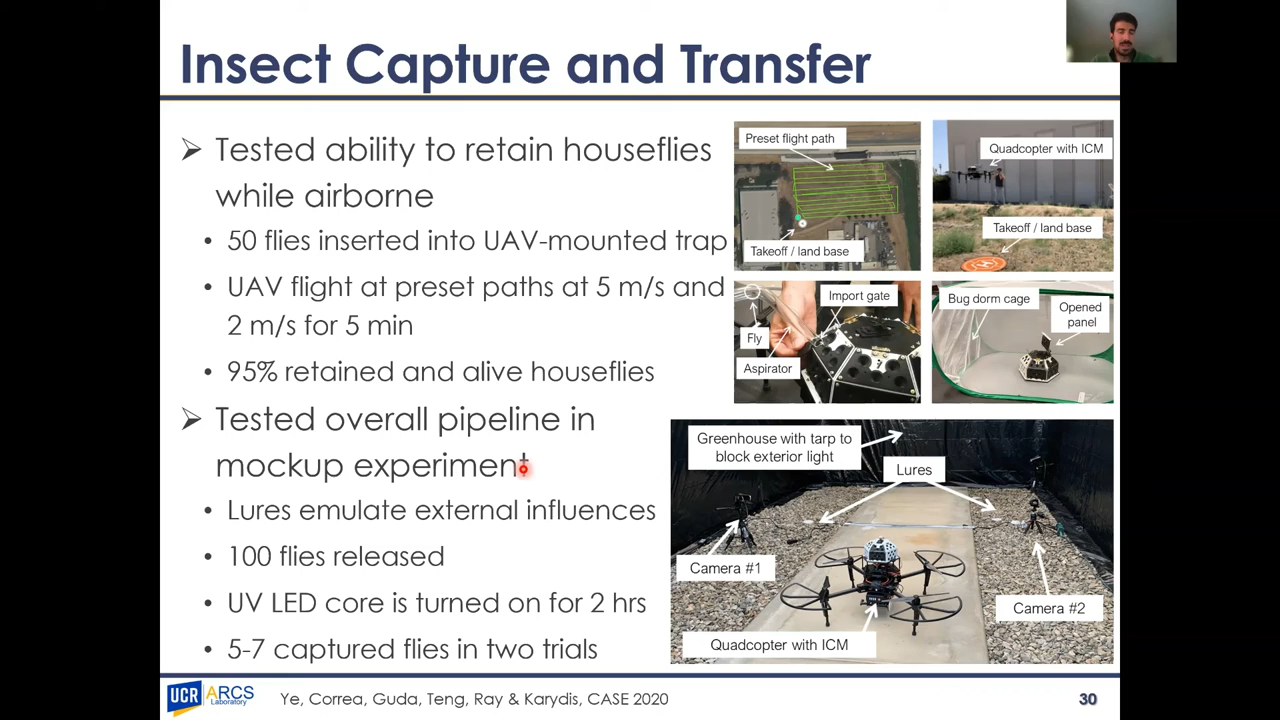 Insect Capture and Transfer
Tested ability to retain houseflies
while airborne
50 flies inserted into UAV-mounted trap
UAV flight at preset paths at 5 m/s and
2 m/s for 5 min
95% retained and alive houseflies
Tested overall pipeline in
mockup experiment
Lures emulate external influences
100 flies released
UV LED core is turned on for 2 hrs
5-7 captured flies in two trials
Preset flight path
Takeoff / land base
Quadcopter with ICM
Takeoff / land base
Import gate
Fly
Aspirator
Bug dorm cage
Opened
panel
Greenhouse with tarp to
block exterior light
Lures
Camera #1
Camera #2
Quadcopter with ICM
UCR ARCS
Laboratory
Ye, Correa, Guda, Teng, Ray & Karydis, CASE 2020
30